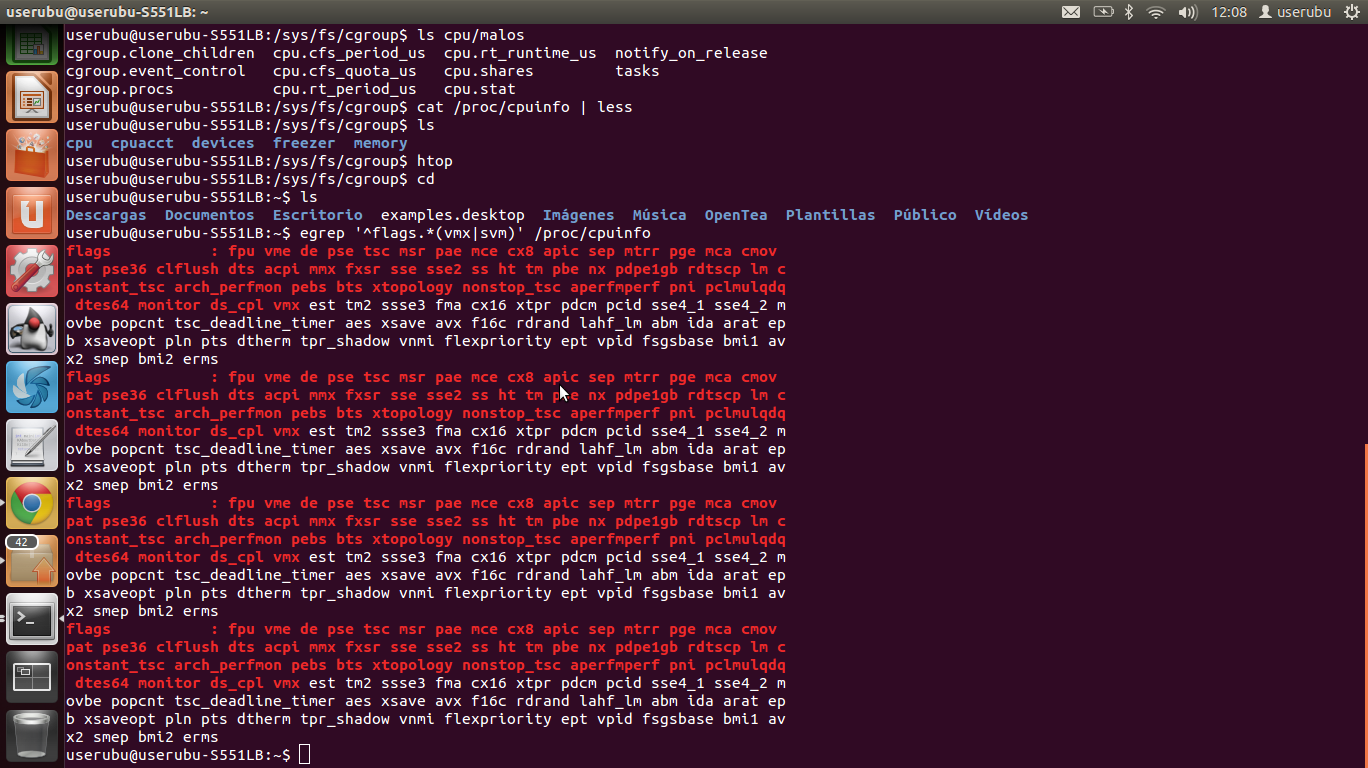 userubu@userubu-S551LB: ~
12:08 userubu
userubu@userubu-S551LB:/sys/fs/cgroup$ ls cpu/malos
cgroup.clone_children  cpu.cfs_period_us  cpu.rt_runtime_us  notify_on_release
cgroup.event_control   cpu.cfs_quota_us   cpu.shares         tasks
cgroup.procs           cpu.rt_period_us   cpu.stat
userubu@userubu-S551LB:/sys/fs/cgroup$ cat /proc/cpuinfo | less
userubu@userubu-S551LB:/sys/fs/cgroup$ ls
cpu  cpuacct  devices  freezer  memory
userubu@userubu-S551LB:/sys/fs/cgroup$ htop
userubu@userubu-S551LB:/sys/fs/cgroup$ cd
userubu@userubu-S551LB:~$ ls
Descargas  Documentos  Escritorio  examples.desktop  Imágenes  Música  OpenTea  Plantillas  Público  Vídeos
userubu@userubu-S551LB:~$ egrep '^flags.*(vmx|svm)' /proc/cpuinfo
flags           : fpu vme de pse tsc msr pae mce cx8 apic sep mtrr pge mca cmov
pat pse36 clflush dts acpi mmx fxsr sse sse2 ss ht tm pbe nx pdpe1gb rdtscp lm c
onstant_tsc arch_perfmon pebs bts xtopology nonstop_tsc aperfmperf pni pclmulqdq
 dtes64 monitor ds_cpl vmx est tm2 ssse3 fma cx16 xtpr pdcm pcid sse4_1 sse4_2 m
ovbe popcnt tsc_deadline_timer aes xsave avx f16c rdrand lahf_lm abm ida arat ep
b xsaveopt pln pts dtherm tpr_shadow vnmi flexpriority ept vpid fsgsbase bmi1 av
x2 smep bmi2 erms
flags           : fpu vme de pse tsc msr pae mce cx8 apic sep mtrr pge mca cmov
pat pse36 clflush dts acpi mmx fxsr sse sse2 ss ht tm pbe nx pdpe1gb rdtscp lm c
onstant_tsc arch_perfmon pebs bts xtopology nonstop_tsc aperfmperf pni pclmulqdq
 dtes64 monitor ds_cpl vmx est tm2 ssse3 fma cx16 xtpr pdcm pcid sse4_1 sse4_2 m
ovbe popcnt tsc_deadline_timer aes xsave avx f16c rdrand lahf_lm abm ida arat ep
b xsaveopt pln pts dtherm tpr_shadow vnmi flexpriority ept vpid fsgsbase bmi1 av
x2 smep bmi2 erms
flags           : fpu vme de pse tsc msr pae mce cx8 apic sep mtrr pge mca cmov
pat pse36 clflush dts acpi mmx fxsr sse sse2 ss ht tm pbe nx pdpe1gb rdtscp lm c
onstant_tsc arch_perfmon pebs bts xtopology nonstop_tsc aperfmperf pni pclmulqdq
 dtes64 monitor ds_cpl vmx est tm2 ssse3 fma cx16 xtpr pdcm pcid sse4_1 sse4_2 m
ovbe popcnt tsc_deadline_timer aes xsave avx f16c rdrand lahf_lm abm ida arat ep
b xsaveopt pln pts dtherm tpr_shadow vnmi flexpriority ept vpid fsgsbase bmi1 av
x2 smep bmi2 erms
flags           : fpu vme de pse tsc msr pae mce cx8 apic sep mtrr pge mca cmov
pat pse36 clflush dts acpi mmx fxsr sse sse2 ss ht tm pbe nx pdpe1gb rdtscp lm c
onstant_tsc arch_perfmon pebs bts xtopology nonstop_tsc aperfmperf pni pclmulqdq
 dtes64 monitor ds_cpl vmx est tm2 ssse3 fma cx16 xtpr pdcm pcid sse4_1 sse4_2 m
ovbe popcnt tsc_deadline_timer aes xsave avx f16c rdrand lahf_lm abm ida arat ep
b xsaveopt pln pts dtherm tpr_shadow vnmi flexpriority ept vpid fsgsbase bmi1 av
x2 smep bmi2 erms
userubu@userubu-S551LB:~$
42